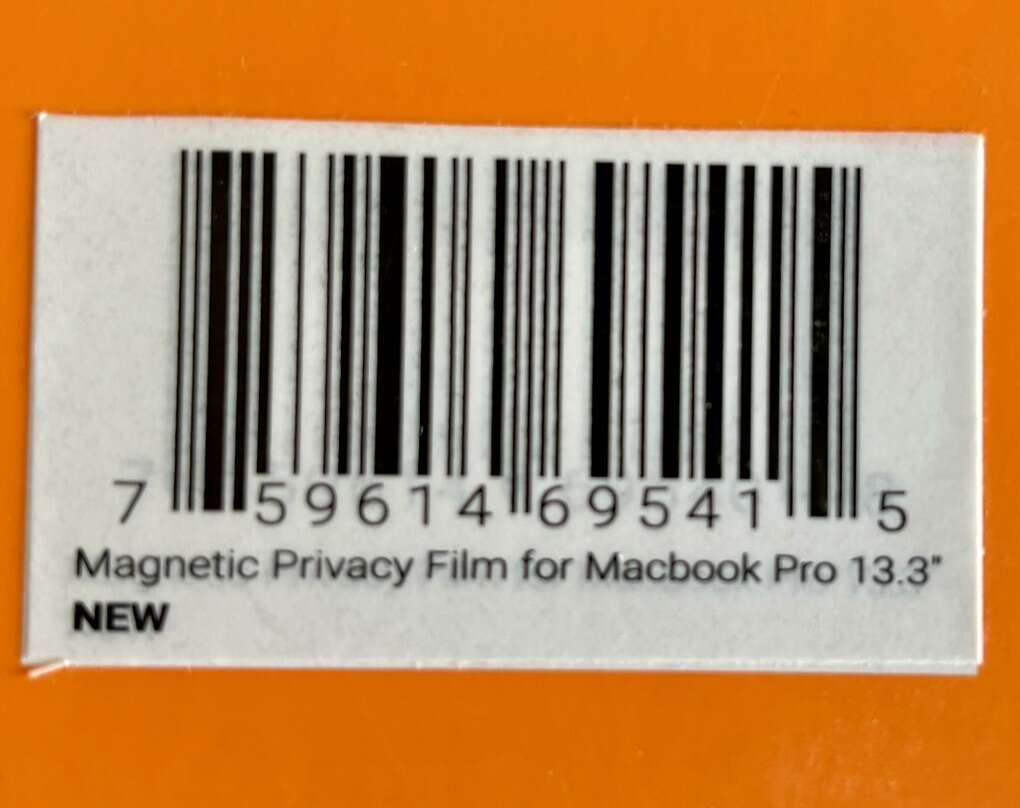 7 59614 69541 5
Magnetic Privacy Film for Macbook Pro 13.3"
NEW